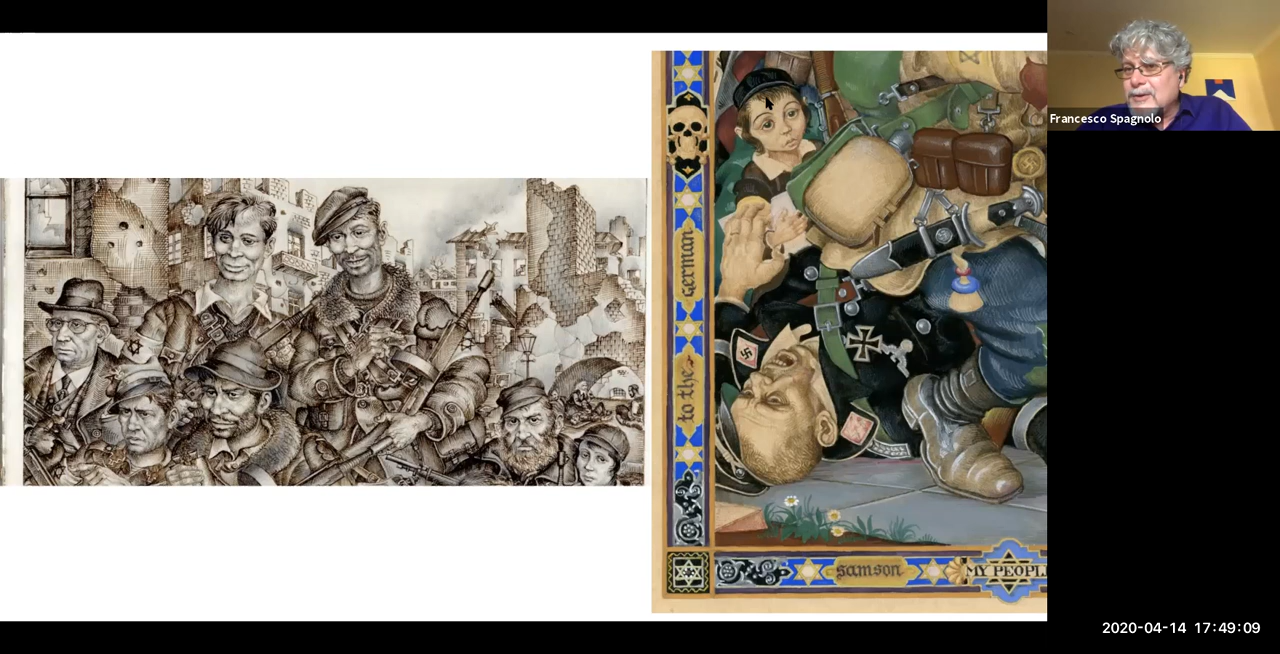 Francesco Spagnolo
german
to the
samson
MY PEOPL
2020-04-14 17:49:09